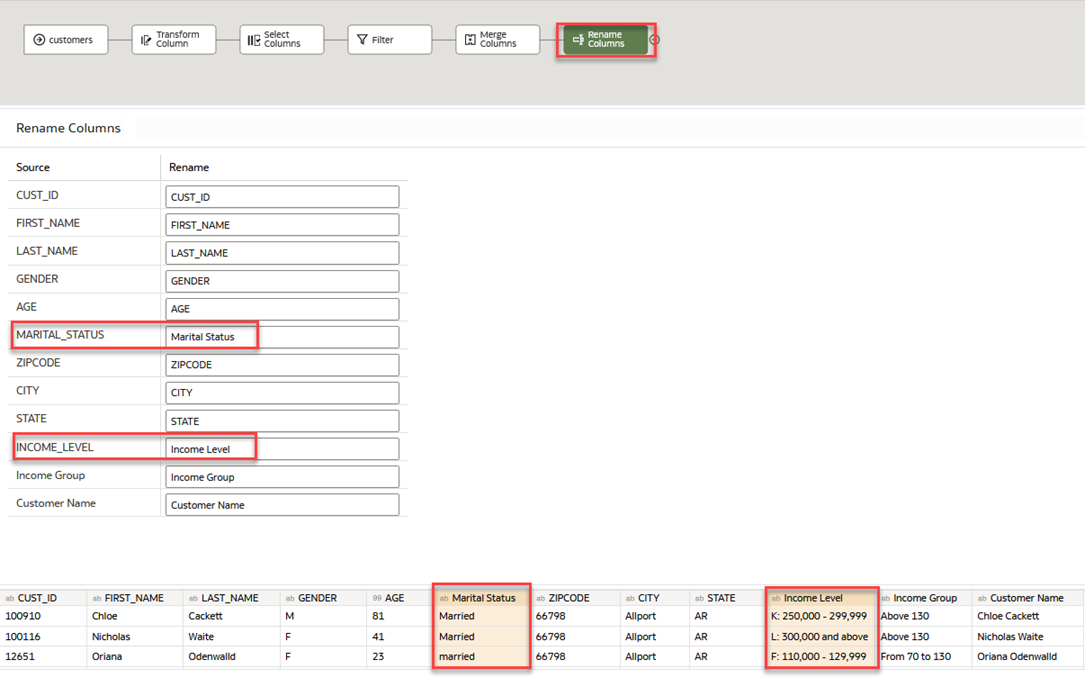 customers
Transform
Column
Select
Columns
Filter
Merge
Columns
Rename
Columns
Rename Columns
Source Rename
CUST_ID CUST_ID
FIRST_NAME FIRST_NAME
LAST_NAME LAST_NAME
GENDER GENDER
AGE AGE
MARITAL_STATUS Marital Status
ZIPCODE ZIPCODE
CITY CITY
STATE STATE
INCOME_LEVEL Income Level
Income Group Income Group
Customer Name Customer Name
ab CUST_ID ab FIRST_NAME ab LAST_NAME ab GENDER 99 AGE ab Marital Status ab ZIPCODE ab CITY ab STATE ab Income Level ab Income Group ab Customer Name
100910 Chloe Cackett M 81 Married 66798 Allport AR K: 250,000 - 299,999 Above 130 Chloe Cackett
100116 Nicholas Waite F 41 Married 66798 Allport AR L: 300,000 and above Above 130 Nicholas Waite
12651 Oriana Odenwalld F 23 married 66798 Allport AR F: 110,000 - 129,999 From 70 to 130 Oriana Odenwalld